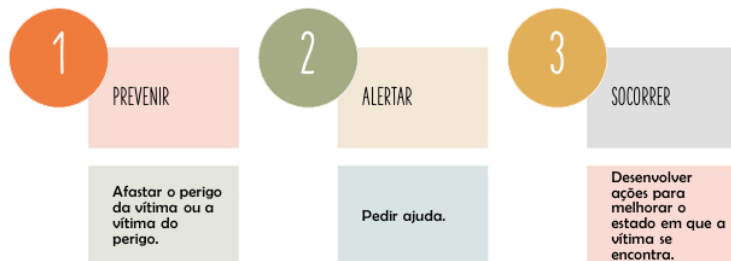 1
PREVENIR
2
ALERTAR
3
SOCORRER
Afastar o perigo
da vítima ou a
vítima do
perigo.
Pedir ajuda.
Desenvolver
ações para
melhorar o
estado em que a
vítima se
encontra.